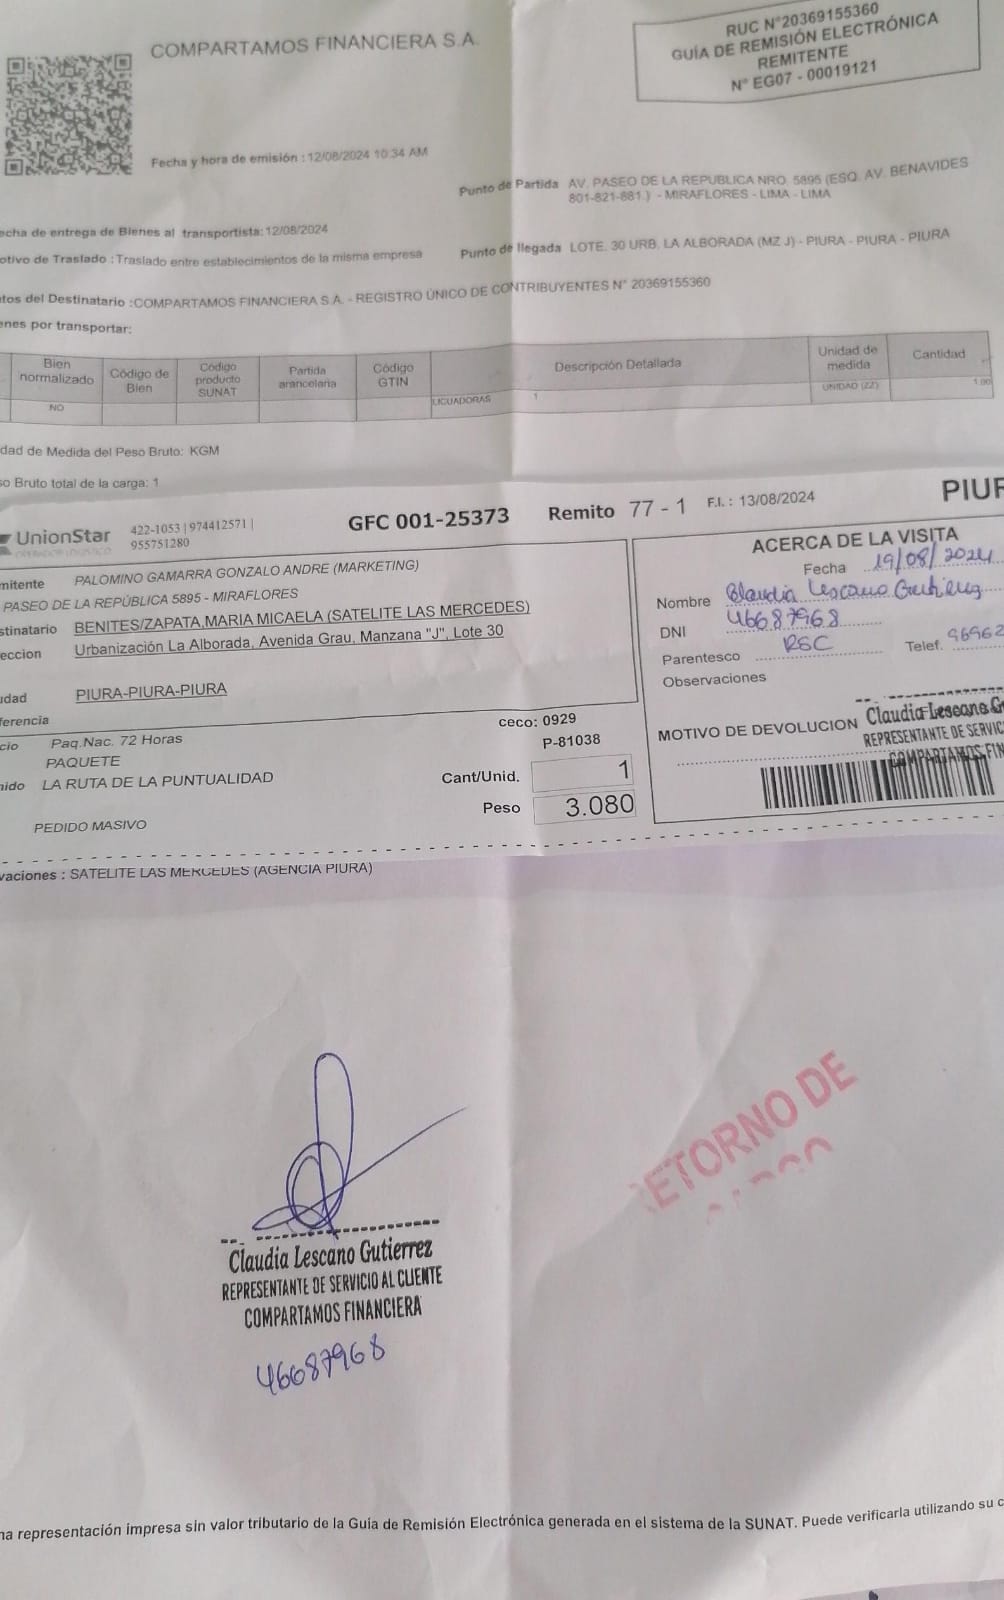 COMPARTAMOS FINANCIERA S.A.
RUC N°20369155360
GUÍA DE REMISIÓN ELECTRÓNICA
REMITENTE
N° EG07 - 00019121
Fecha y hora de emisión : 12/08/2024 10:34 AM
Punto de Partida AV. PASEO DE LA REPUBLICA NRO. 5895 (ESQ. AV. BENAVIDES
801-821-881.) - MIRAFLORES - LIMA - LIMA
echa de entrega de Bienes al transportista: 12/08/2024
Punto de llegada LOTE. 30 URB. LA ALBORADA (MZ J) - PIURA - PIURA - PIURA
otivo de Traslado : Traslado entre establecimientos de la misma empresa
tos del Destinatario : COMPARTAMOS FINANCIERA S.A. - REGISTRO ÚNICO DE CONTRIBUYENTES N° 20369155360
enes por transportar:
Bien normalizado Código de Bien Código producto SUNAT Partida arancelaria Código GTIN Descripción Detallada Unidad de medida Cantidad
NO LICUADORAS 1 UNIDAD (ZZ) 1.00
dad de Medida del Peso Bruto: KGM
so Bruto total de la carga: 1
UnionStar
OPERADOR LOGISTICO
422-1053 | 974412571 |
955751280
GFC 001-25373 Remito 77 - 1 F.I. : 13/08/2024 PIUR
mitente PALOMINO GAMARRA GONZALO ANDRE (MARKETING)
PASEO DE LA REPÚBLICA 5895 - MIRAFLORES
stinatario BENITES/ZAPATA,MARIA MICAELA (SATELITE LAS MERCEDES)
eccion Urbanización La Alborada, Avenida Grau, Manzana "J", Lote 30
udad PIURA-PIURA-PIURA
ferencia
cio Paq.Nac. 72 Horas
PAQUETE
nido LA RUTA DE LA PUNTUALIDAD
PEDIDO MASIVO
ceco: 0929
P-81038
Cant/Unid. 1
Peso 3.080
ACERCA DE LA VISITA
Fecha 19/08/2024
Nombre Claudia Lescano Gutierrez
DNI 46687968
Parentesco RSC Telef. 96962
Observaciones
MOTIVO DE DEVOLUCION
Claudia Lescano G
REPRESENTANTE DE SERVIC
COMPARTAMOS FIN
vaciones : SATELITE LAS MERCEDES (AGENCIA PIURA)
ETORNO DE
Claudia Lescano Gutierrez
REPRESENTANTE DE SERVICIO AL CLIENTE
COMPARTAMOS FINANCIERA
46687968
na representación impresa sin valor tributario de la Guía de Remisión Electrónica generada en el sistema de la SUNAT. Puede verificarla utilizando su c